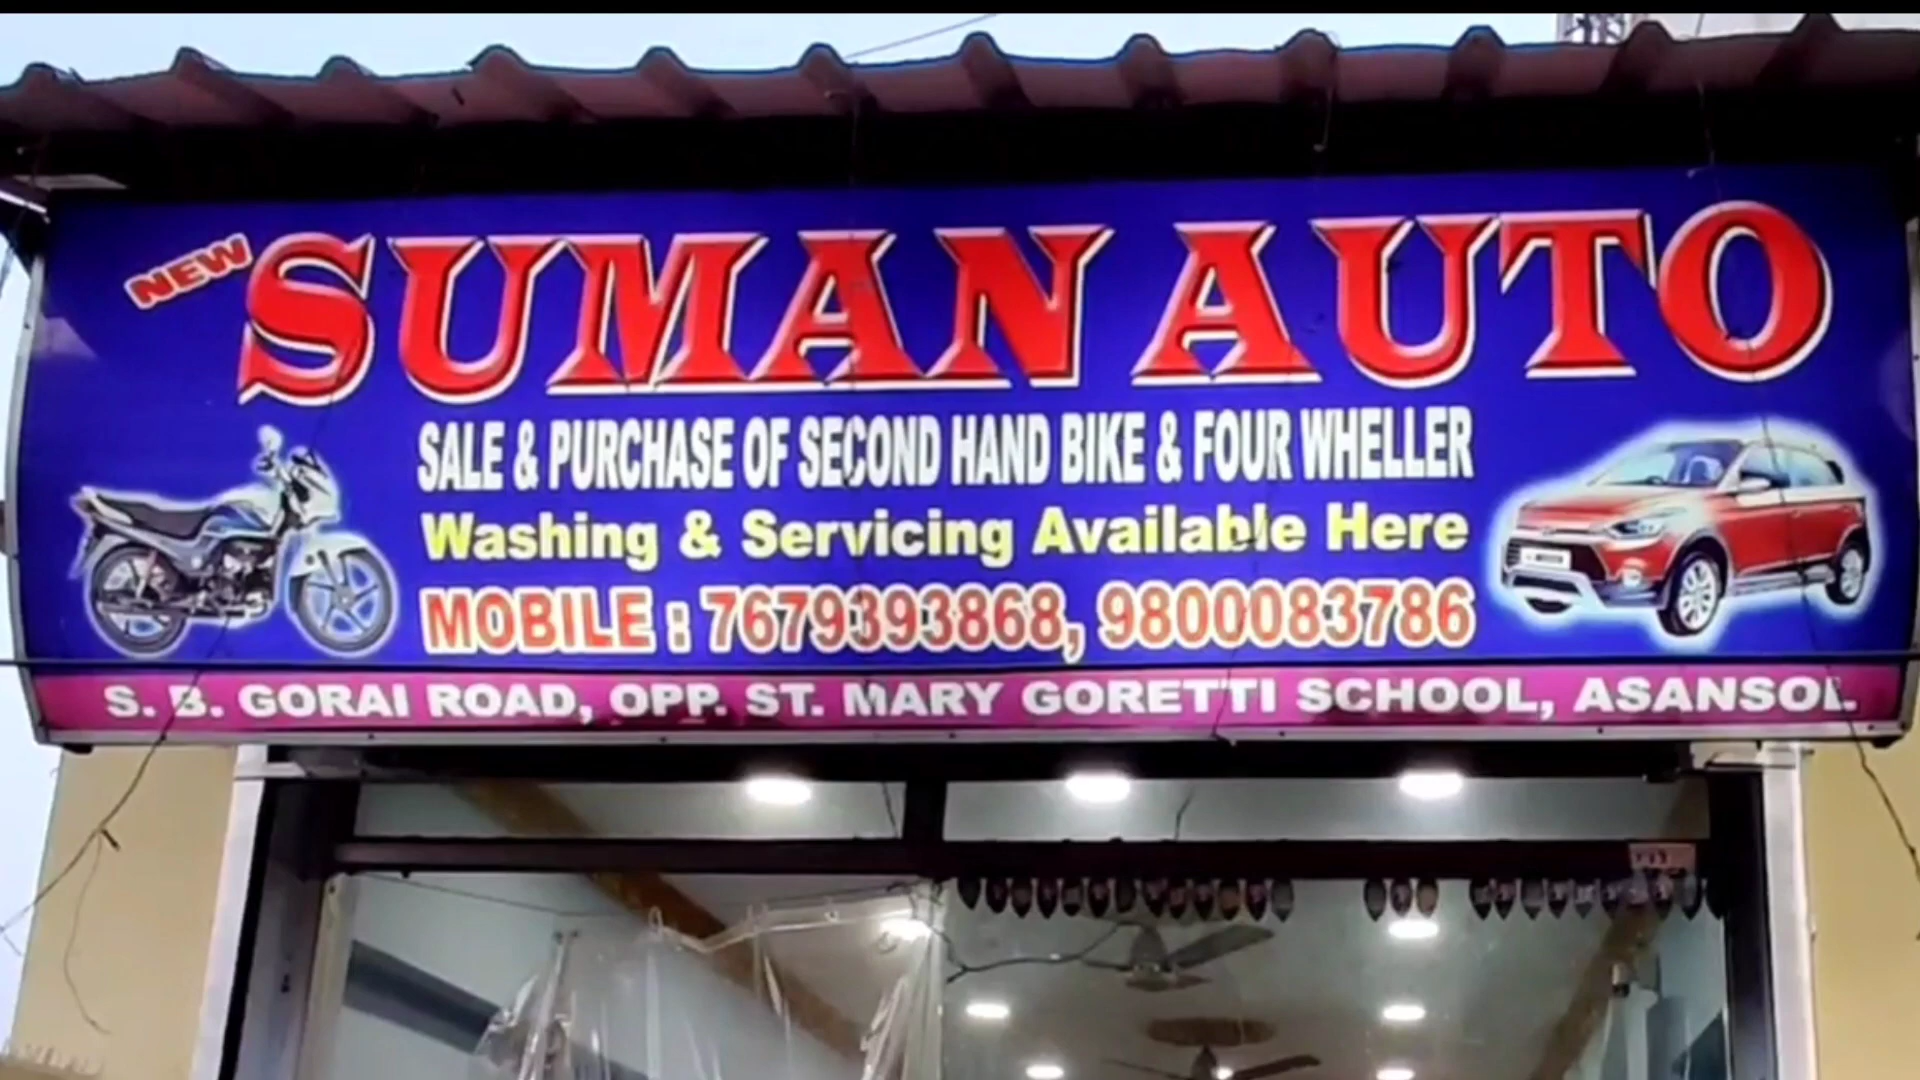 NEW SUMAN AUTO
SALE & PURCHASE OF SECOND HAND BIKE & FOUR WHELLER
Washing & Servicing Available Here
MOBILE : 7679393868, 9800083786
S. B. GORAI ROAD, OPP. ST. MARY GORETTI SCHOOL, ASANSOL